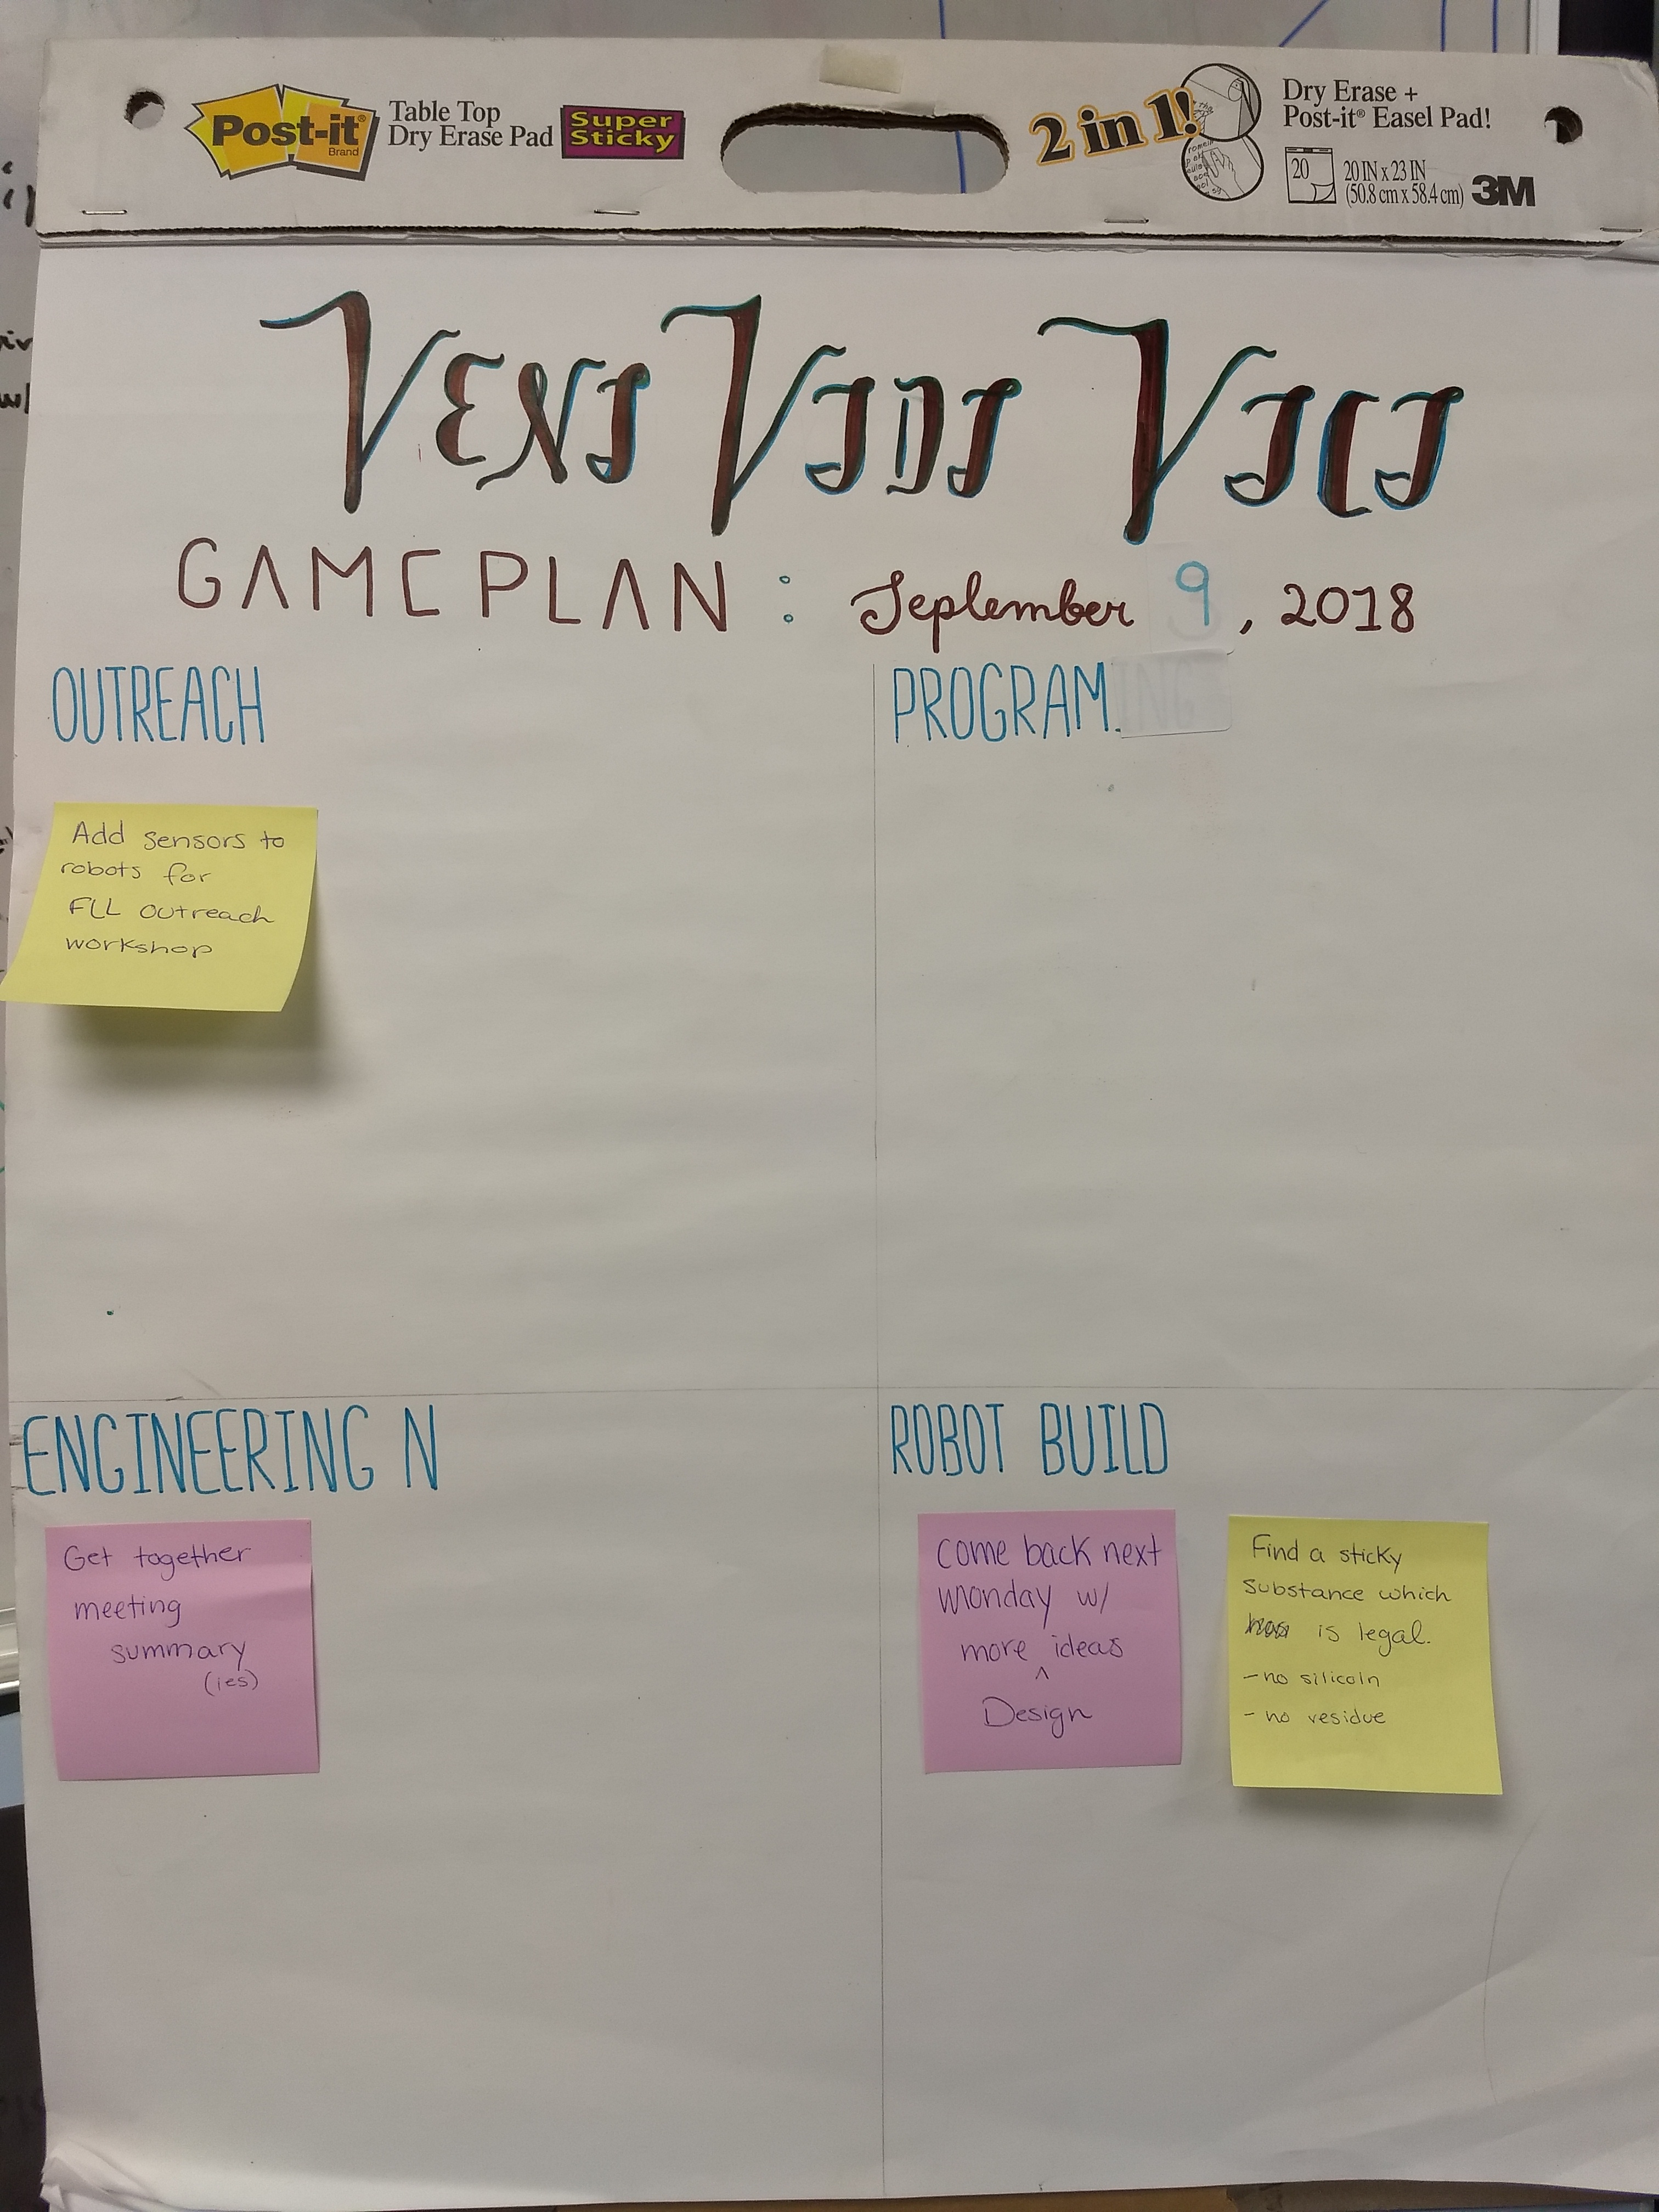 Post-it®
Brand
Table Top
Dry Erase Pad
Super
Sticky
2 in 1!
Dry Erase +
Post-it® Easel Pad!
20
20 IN x 23 IN
(50.8 cm x 58.4 cm)
3M
VENI VIDI VICI
GAMEPLAN : September 9, 2018
OUTREACH
Add sensors to
robots for
FLL outreach
workshop
PROGRAM.ING
ENGINEERING N
Get together
meeting
summary
(ies)
ROBOT BUILD
come back next
Monday w/
more ^ ideas
Design
Find a sticky
substance which
is legal.
- no silicoln
- no residue